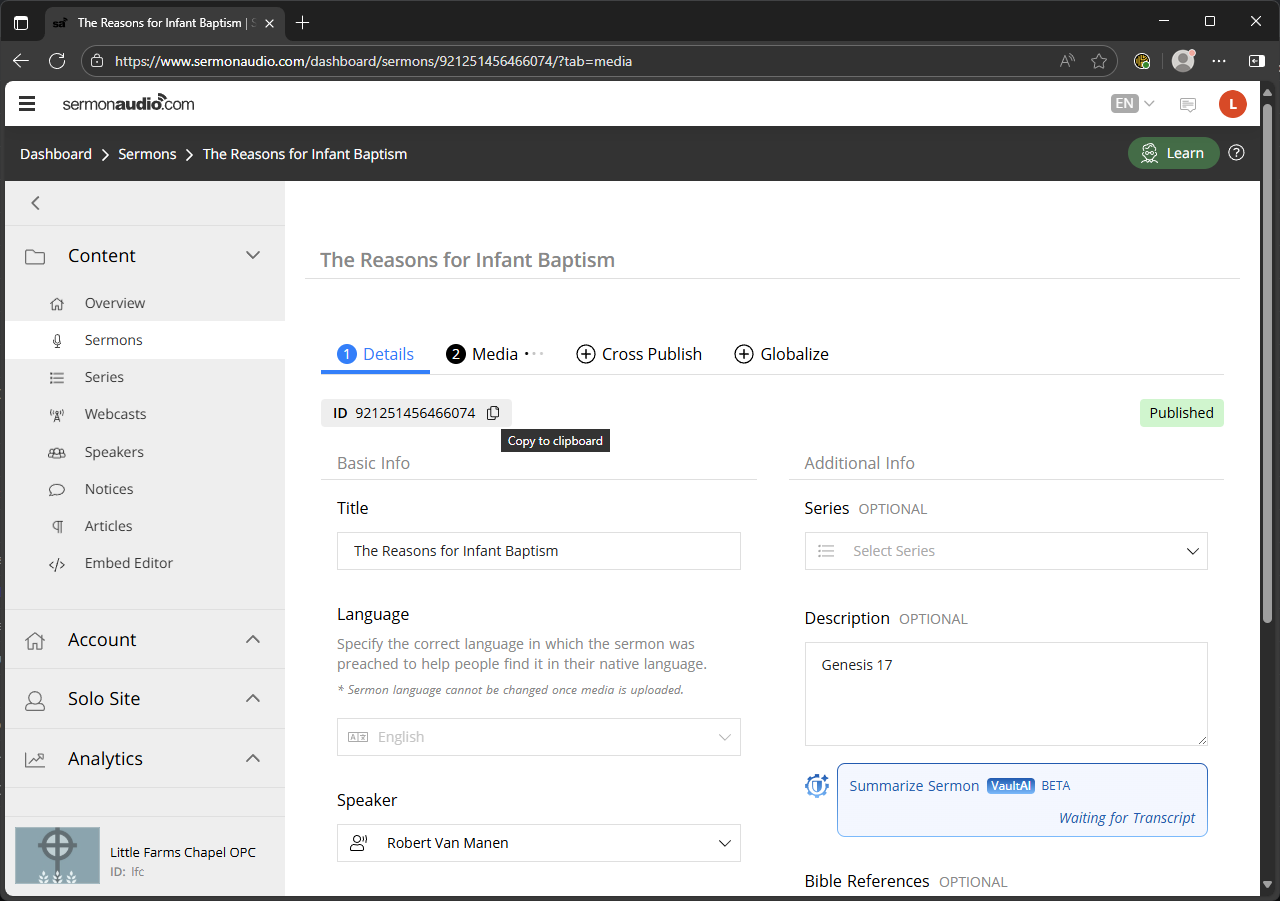 sa The Reasons for Infant Baptism |
https://www.sermonaudio.com/dashboard/sermons/921251456466074/?tab=media
sermonaudio.com
EN
L
Dashboard > Sermons > The Reasons for Infant Baptism
Learn
Content
Overview
Sermons
Series
Webcasts
Speakers
Notices
Articles
Embed Editor
Account
Solo Site
Analytics
Little Farms Chapel OPC
ID: lfc
The Reasons for Infant Baptism
1 Details
2 Media
Cross Publish
Globalize
ID 921251456466074
Copy to clipboard
Published
Basic Info
Title
The Reasons for Infant Baptism
Language
Specify the correct language in which the sermon was
preached to help people find it in their native language.
* Sermon language cannot be changed once media is uploaded.
English
Speaker
Robert Van Manen
Additional Info
Series OPTIONAL
Select Series
Description OPTIONAL
Genesis 17
Summarize Sermon VaultAI BETA
Waiting for Transcript
Bible References OPTIONAL